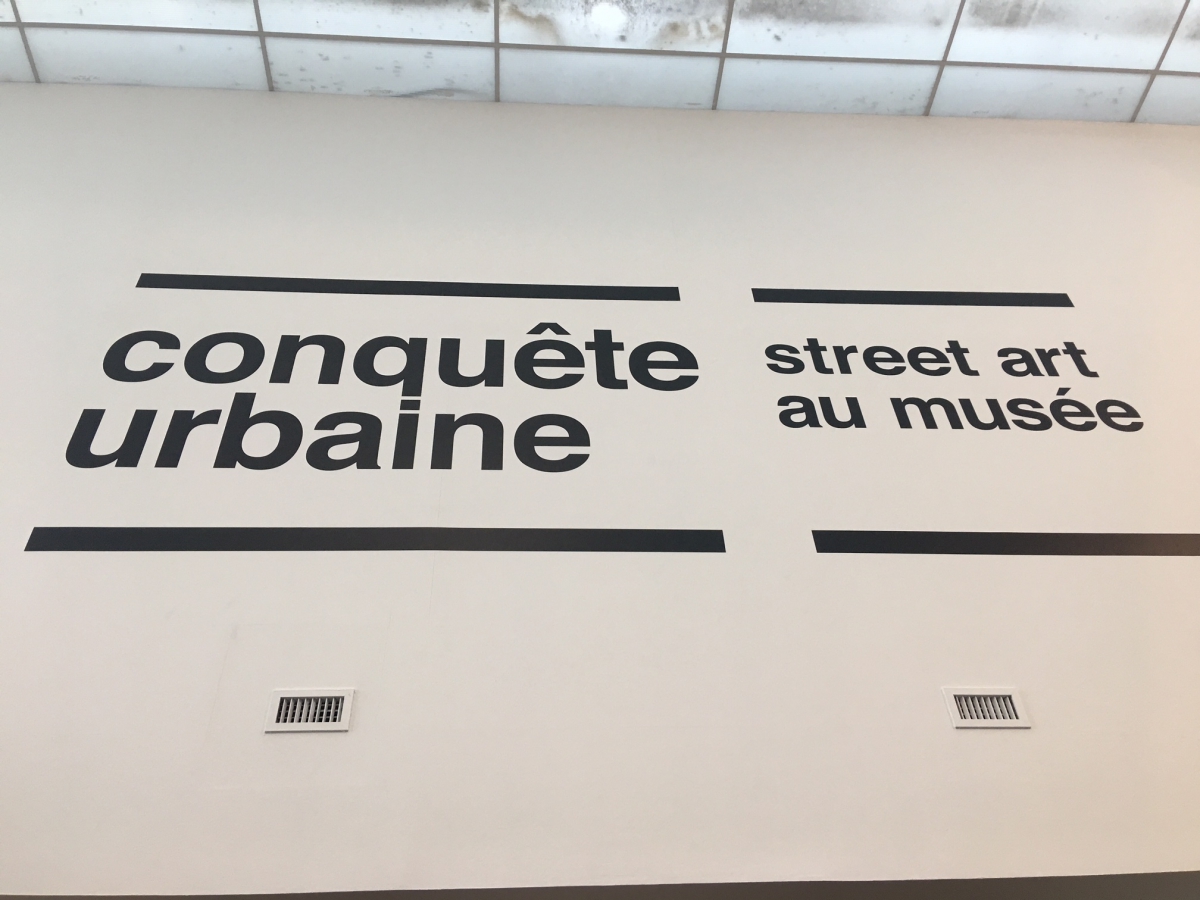 conquête
urbaine
street art
au musée